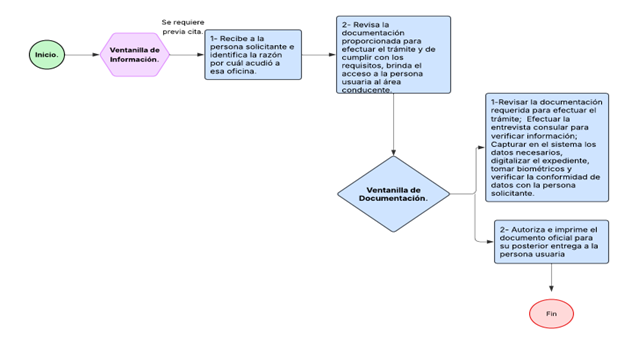 Se requiere
previa cita.
Inicio.
Ventanilla de
Información.
1- Recibe a la
persona solicitante e
identifica la razón
por cuál acudió a
esa oficina.
2- Revisa la
documentación
proporcionada para
efectuar el trámite y de
cumplir con los
requisitos, brinda el
acceso a la persona
usuaria al área
conducente.
Ventanilla de
Documentación.
1-Revisar la documentación
requerida para efectuar el
trámite; Efectuar la
entrevista consular para
verificar información;
Capturar en el sistema los
datos necesarios,
digitalizar el expediente,
tomar biométricos y
verificar la conformidad de
datos con la persona
solicitante.
2- Autoriza e imprime el
documento oficial para
su posterior entrega a la
persona usuaria
Fin